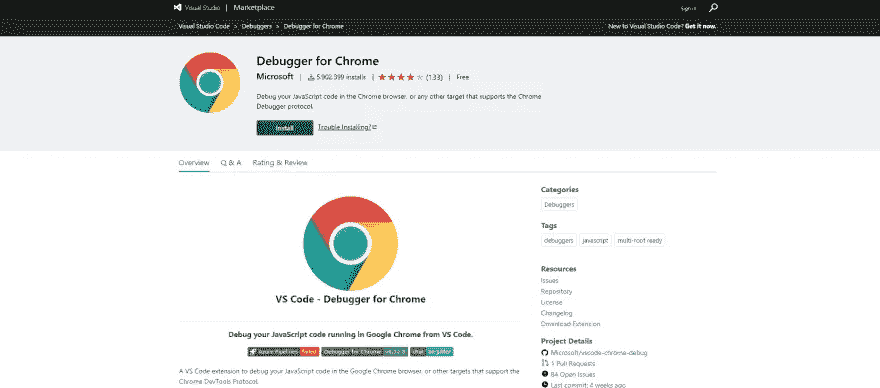 Visual Studio | Marketplace
Sign in
Visual Studio Code > Debuggers > Debugger for Chrome
New to Visual Studio Code? Get it now.
Debugger for Chrome
Microsoft | 5,902,399 installs | (133) | Free
Debug your JavaScript code in the Chrome browser, or any other target that supports the Chrome
Debugger protocol.
Install
Trouble Installing?
Overview
Q & A
Rating & Review
VS Code - Debugger for Chrome
Debug your JavaScript code running in Google Chrome from VS Code.
Azure Pipelines failed
Debugger for Chrome
chat on gitter
A VS Code extension to debug your JavaScript code in the Google Chrome browser, or other targets that support the
Chrome DevTools Protocol.
Categories
Debuggers
Tags
debuggers
javascript
multi-root ready
Resources
Issues
Repository
License
Changelog
Download Extension
Project Details
Microsoft/vscode-chrome-debug
Pull Requests
84 Open Issues
Last commit: 4 weeks ago